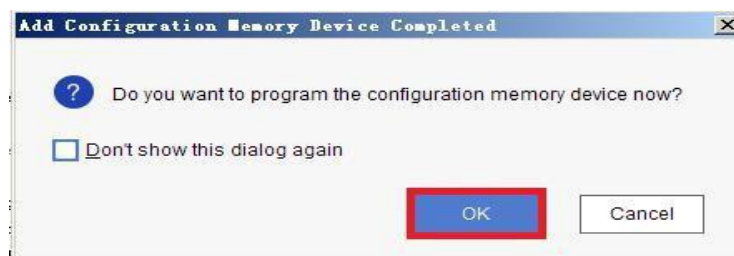 Add Configuration Memory Device Completed
? Do you want to program the configuration memory device now?
Don't show this dialog again
OK Cancel